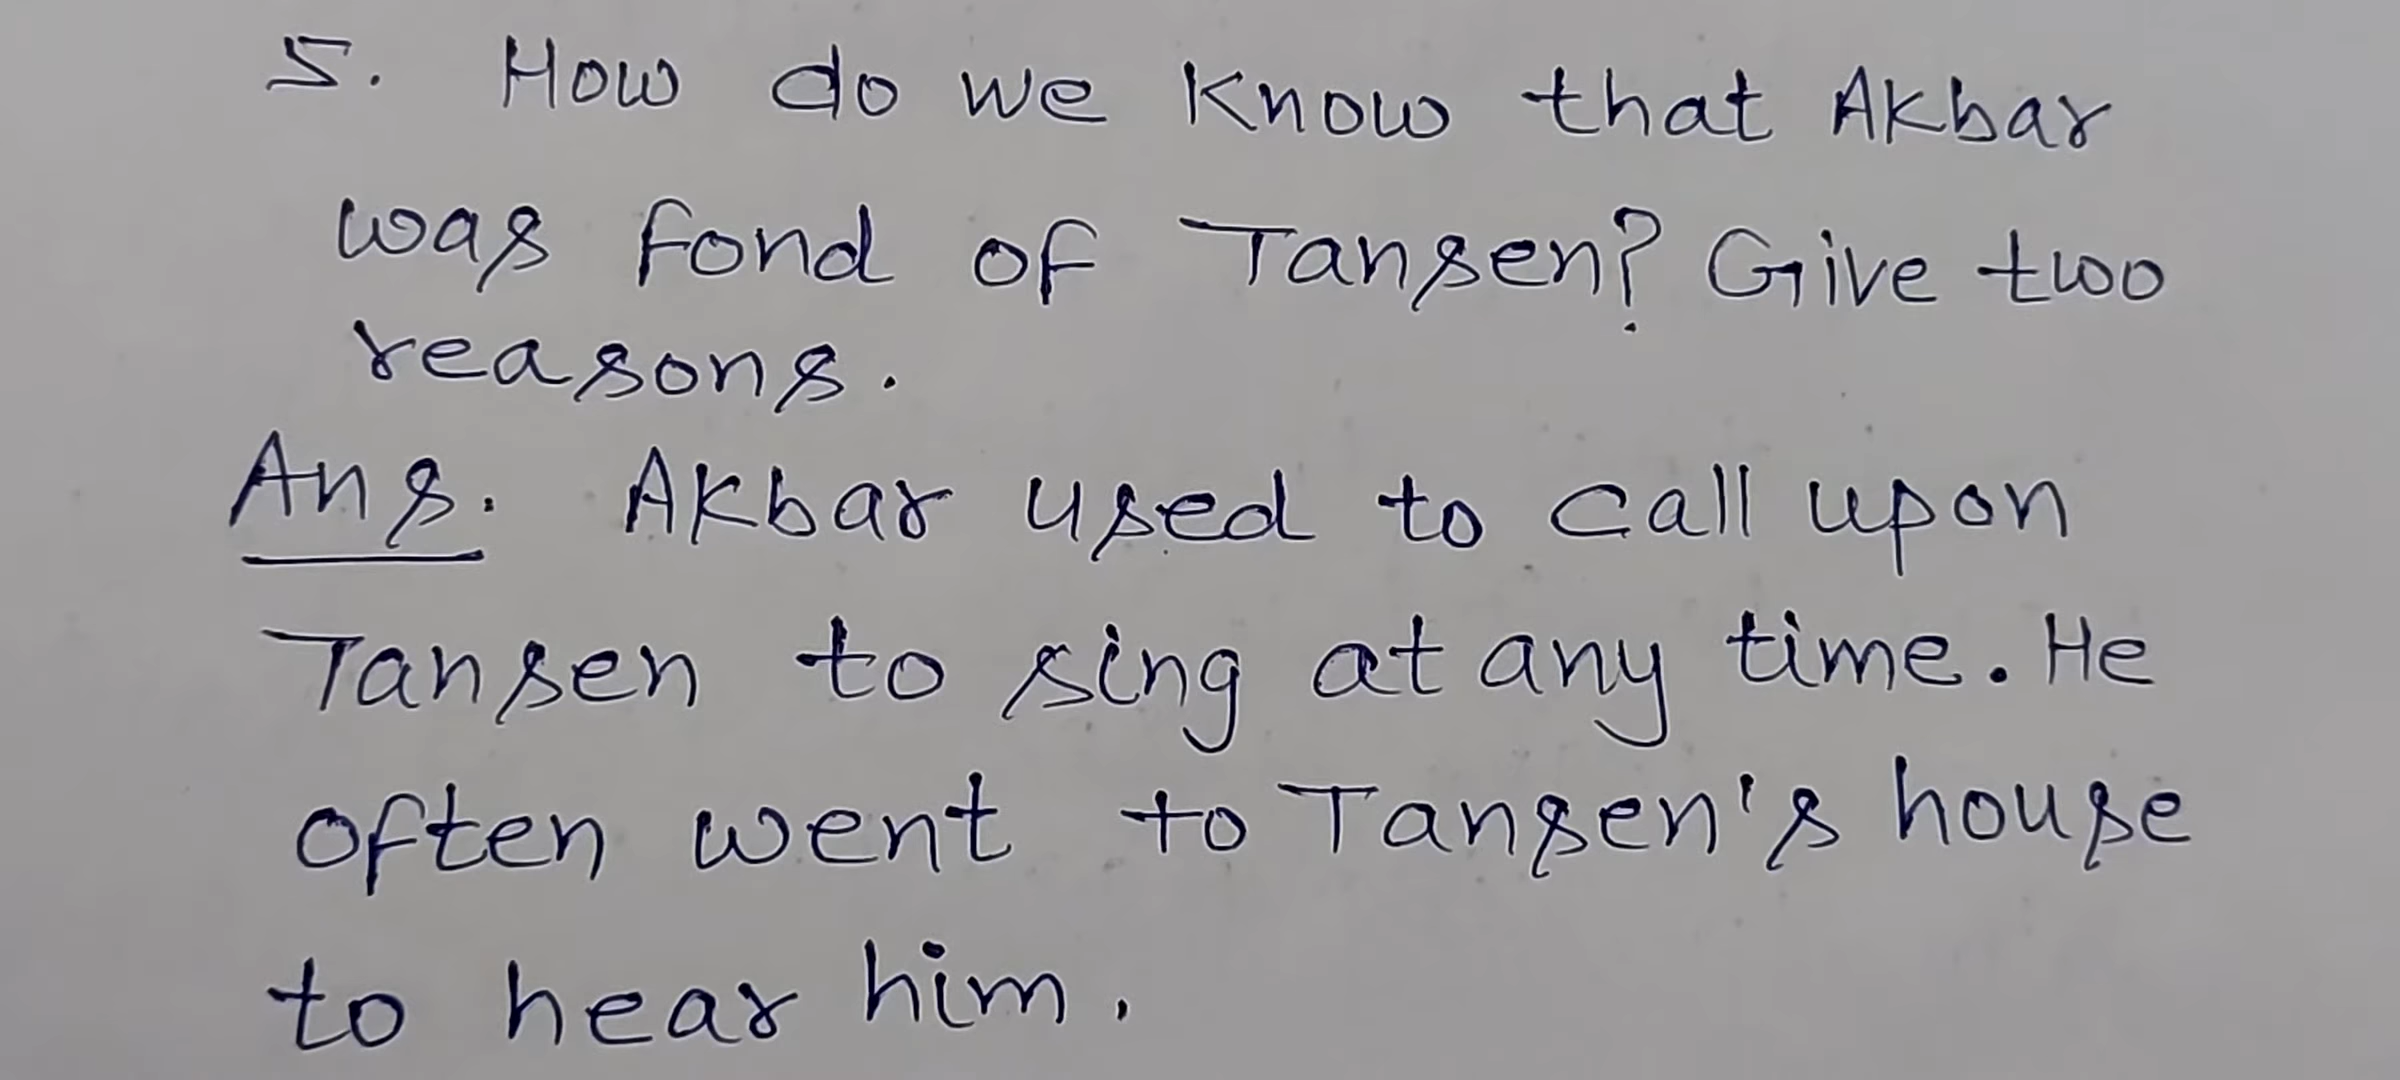 5. How do we know that Akbar
was fond of Tansen? Give two
reasons.
Ans. Akbar used to call upon
Tansen to sing at any time. He
often went to Tansen's house
to hear him.